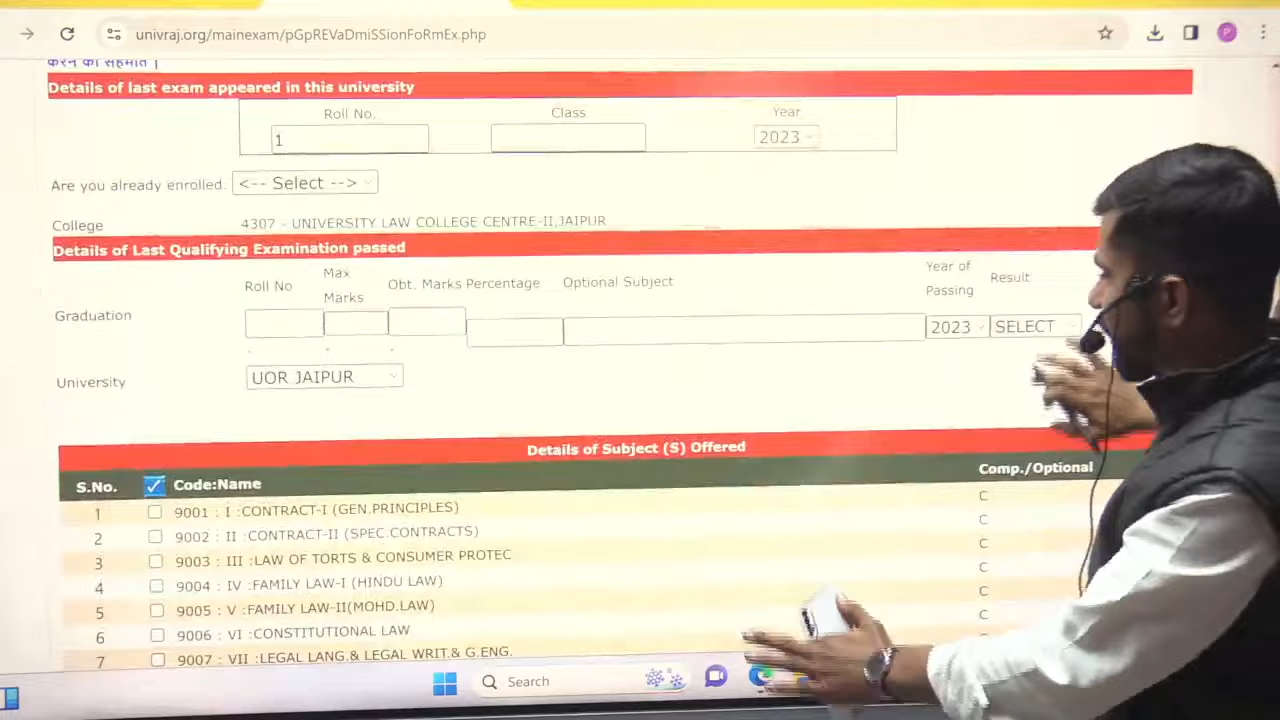 univraj.org/mainexam/pGpREVaDmiSSionFoRmEx.php
P
करने की सहमति |
Details of last exam appeared in this university
Roll No. Class Year
1 2023
Are you already enrolled. <-- Select -->
College 4307 - UNIVERSITY LAW COLLEGE CENTRE-II,JAIPUR
Details of Last Qualifying Examination passed
Roll No Max Marks Obt. Marks Percentage Optional Subject Year of Passing Result
Graduation 2023 SELECT
University UOR JAIPUR
Details of Subject (S) Offered
S.No. Code:Name Comp./Optional
1 9001 : I :CONTRACT-I (GEN.PRINCIPLES) C
2 9002 : II :CONTRACT-II (SPEC.CONTRACTS) C
3 9003 : III :LAW OF TORTS & CONSUMER PROTEC C
4 9004 : IV :FAMILY LAW-I (HINDU LAW) C
5 9005 : V :FAMILY LAW-II(MOHD.LAW) C
6 9006 : VI :CONSTITUTIONAL LAW C
7 9007 : VII :LEGAL LANG.& LEGAL WRIT.& G.ENG.
Search